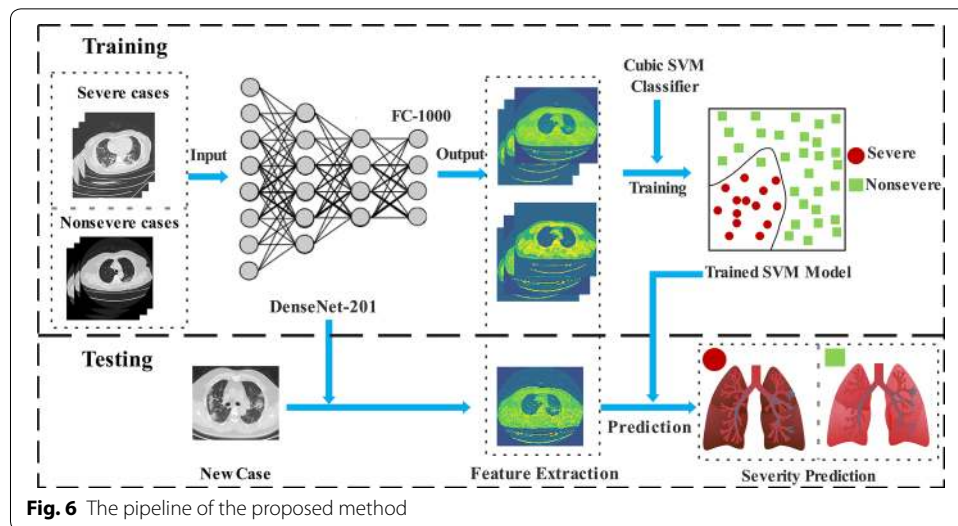 Training
Severe cases
Nonsevere cases
Input
DenseNet-201
FC-1000
Output
Cubic SVM
Classifier
Training
Severe
Nonsevere
Trained SVM Model
Testing
New Case
Feature Extraction
Prediction
Severity Prediction
Fig. 6 The pipeline of the proposed method